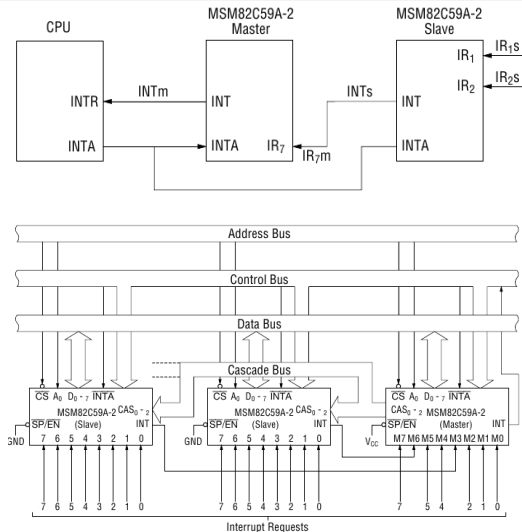 MSM82C59A-2 MSM82C59A-2
CPU Master Slave
IR1 IR1s
INTm INTs IR2 IR2s
INTR INT INT
INTA INTA IR7 IR7m INTA
Address Bus
Control Bus
Data Bus
Cascade Bus
CS A0 D0 - 7 INTA CS A0 D0 - 7 INTA CS A0 D0 - 7 INTA
MSM82C59A-2 CAS0 - 2 MSM82C59A-2 CAS0 - 2 CAS0 - 2 MSM82C59A-2
SP/EN (Slave) INT SP/EN (Slave) INT SP/EN (Master) INT
GND 7 6 5 4 3 2 1 0 GND 7 6 5 4 3 2 1 0 VCC M7 M6 M5 M4 M3 M2 M1 M0
7 6 5 4 3 2 1 0 7 6 5 4 3 2 1 0 7 5 4 2 1 0
Interrupt Requests